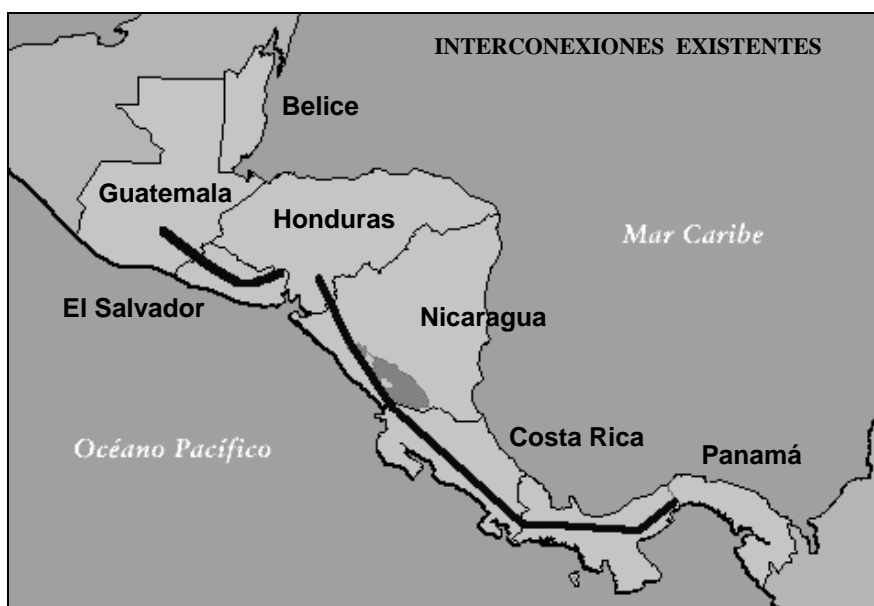 INTERCONEXIONES EXISTENTES
Belice
Guatemala
Honduras
Mar Caribe
El Salvador
Nicaragua
Océano Pacífico
Costa Rica
Panamá